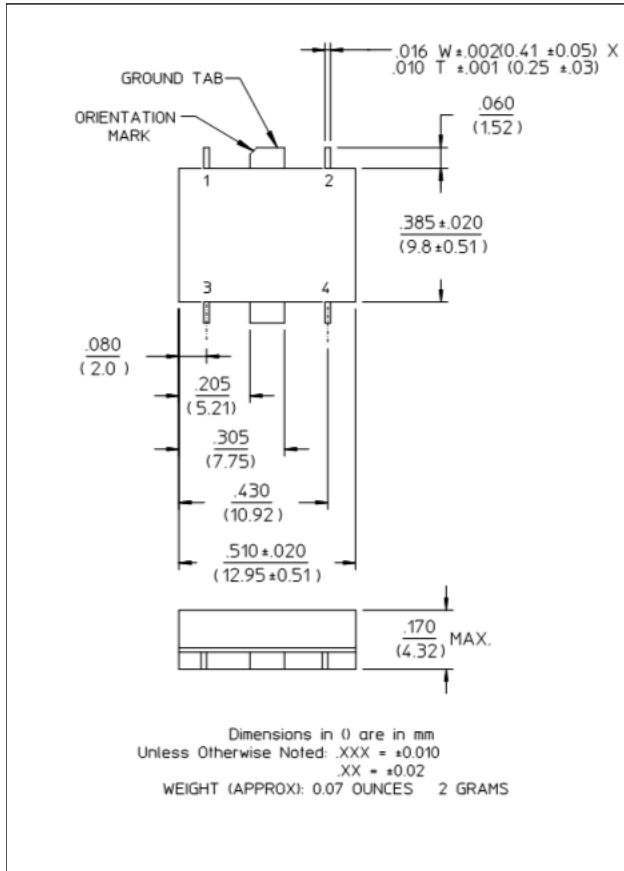 .016 W ±.002(0.41 ±0.05) X
.010 T ±.001 (0.25 ±.03)
GROUND TAB
.060
(1.52)
ORIENTATION
MARK
1
2
.385±.020
(9.8±0.51)
3
4
.080
( 2.0 )
.205
(5.21)
.305
(7.75)
.430
(10.92)
.510±.020
(12.95±0.51)
.170 MAX.
(4.32)
Dimensions in () are in mm
Unless Otherwise Noted: .XXX = ±0.010
.XX = ±0.02
WEIGHT (APPROX): 0.07 OUNCES 2 GRAMS